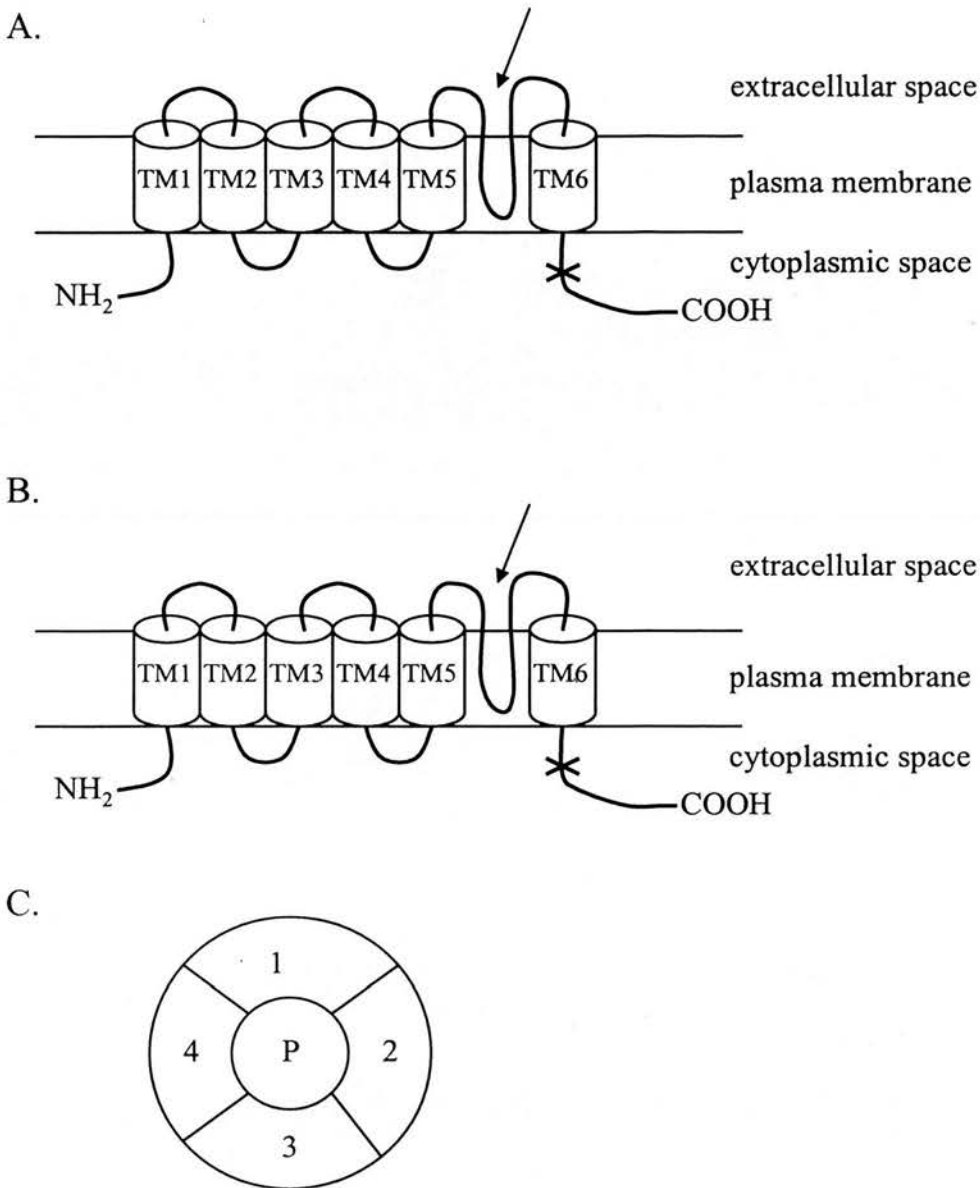 A.
extracellular space
TM1 TM2 TM3 TM4 TM5 TM6 plasma membrane
cytoplasmic space
NH₂
COOH
B.
extracellular space
TM1 TM2 TM3 TM4 TM5 TM6 plasma membrane
cytoplasmic space
NH₂
COOH
C.
1
4 P 2
3